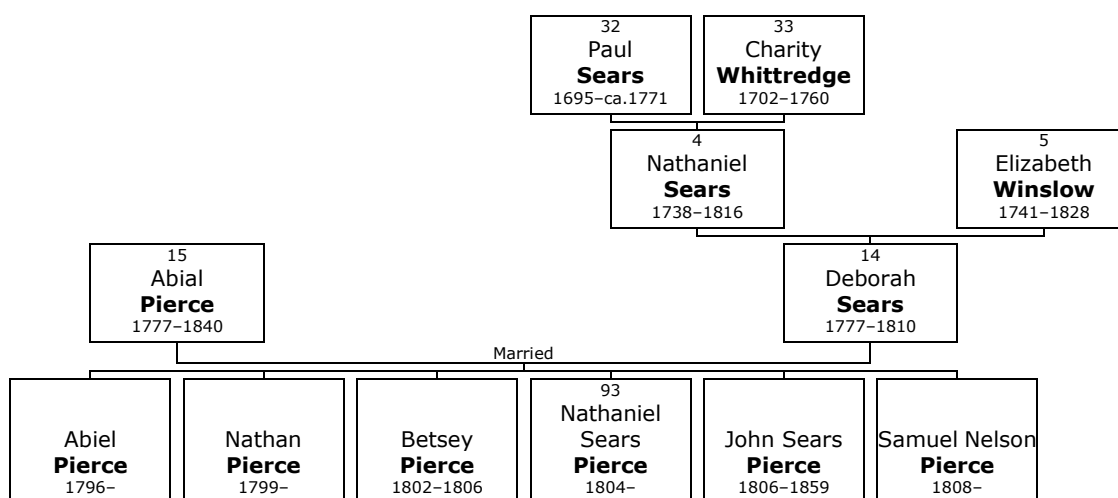 32
Paul
Sears
1695–ca.1771
33
Charity
Whittredge
1702–1760
4
Nathaniel
Sears
1738–1816
5
Elizabeth
Winslow
1741–1828
15
Abial
Pierce
1777–1840
14
Deborah
Sears
1777–1810
Married
Abiel
Pierce
1796–
Nathan
Pierce
1799–
Betsey
Pierce
1802–1806
93
Nathaniel
Sears
Pierce
1804–
John Sears
Pierce
1806–1859
Samuel Nelson
Pierce
1808–